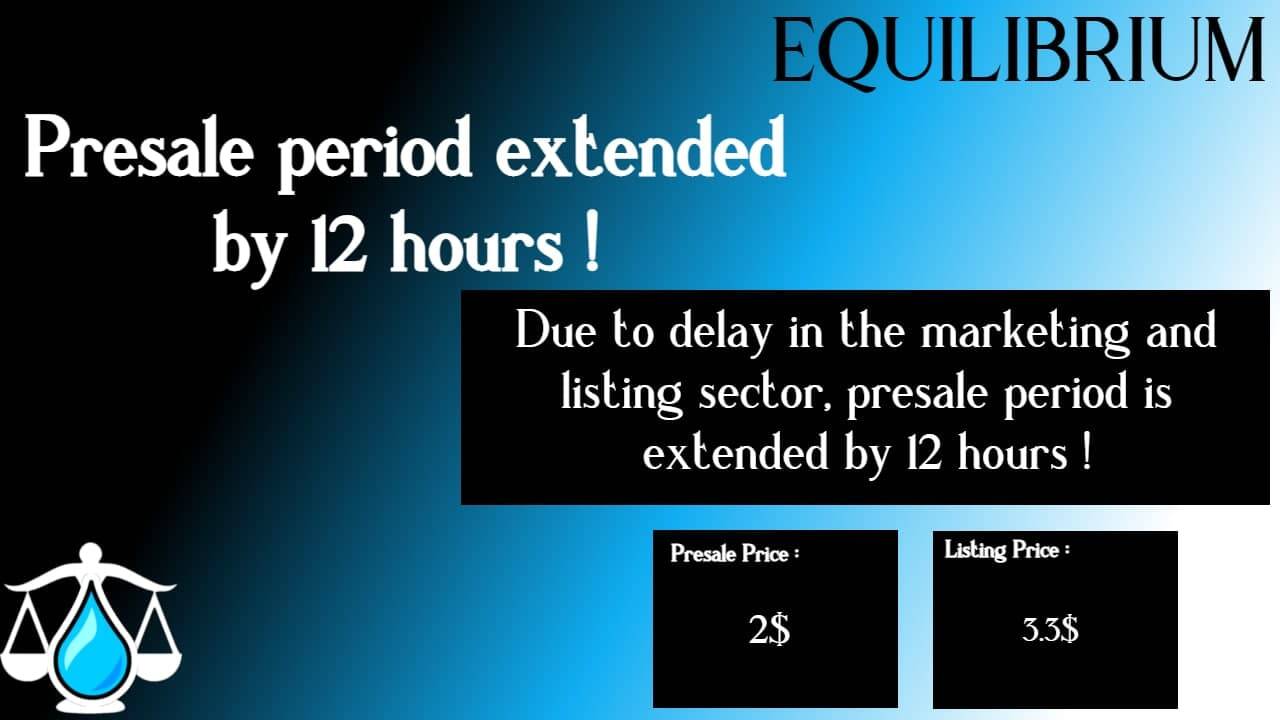 EQUILIBRIUM
Presale period extended
by 12 hours !
Due to delay in the marketing and
listing sector, presale period is
extended by 12 hours !
Presale Price :
2$
Listing Price :
3.3$